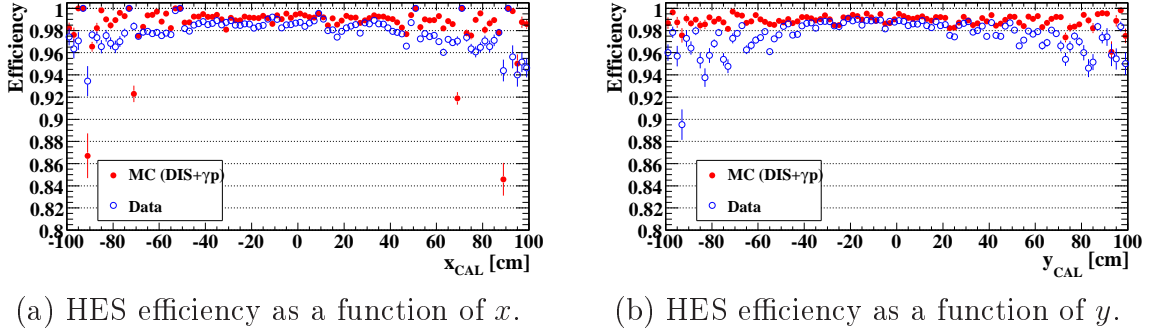 Efficiency
1
0.98
0.96
0.94
0.92
0.9
0.88
0.86
0.84
0.82
0.8
MC (DIS+γp)
Data
-100 -80 -60 -40 -20 0 20 40 60 80 100
x_CAL [cm]
(a) HES efficiency as a function of x.
Efficiency
1
0.98
0.96
0.94
0.92
0.9
0.88
0.86
0.84
0.82
0.8
MC (DIS+γp)
Data
-100 -80 -60 -40 -20 0 20 40 60 80 100
y_CAL [cm]
(b) HES efficiency as a function of y.